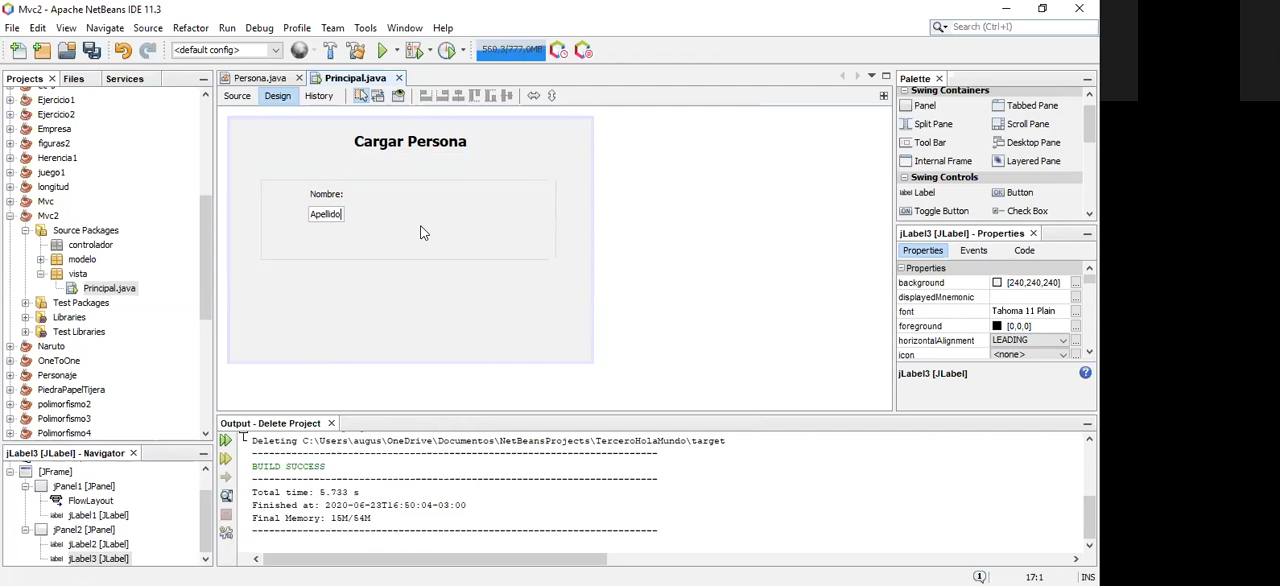 Mvc2 - Apache NetBeans IDE 11.3
File Edit View Navigate Source Refactor Run Debug Profile Team Tools Window Help
Search (Ctrl+I)
<default config>
560,3/777,0MB
Projects Files Services
Ejercicio1
Ejercicio2
Empresa
figuras2
Herencia1
juego1
longitud
Mvc
Mvc2
Source Packages
controlador
modelo
vista
Principal.java
Test Packages
Libraries
Test Libraries
Naruto
OneToOne
Personaje
PiedraPapelTijera
polimorfismo2
Polimorfismo3
Polimorfismo4
jLabel3 [JLabel] - Navigator
[JFrame]
jPanel1 [JPanel]
FlowLayout
jLabel1 [JLabel]
jPanel2 [JPanel]
jLabel2 [JLabel]
jLabel3 [JLabel]
Persona.java Principal.java
Source Design History
Cargar Persona
Nombre:
Apellido
Output - Delete Project
Deleting C:\Users\augus\OneDrive\Documentos\NetBeansProjects\TerceroHolaMundo\target
------------------------------------------------------------------------
BUILD SUCCESS
------------------------------------------------------------------------
Total time: 5.733 s
Finished at: 2020-06-23T16:50:04-03:00
Final Memory: 15M/54M
------------------------------------------------------------------------
Palette
Swing Containers
Panel Tabbed Pane
Split Pane Scroll Pane
Tool Bar Desktop Pane
Internal Frame Layered Pane
Swing Controls
label Label OK Button
ON Toggle Button Check Box
jLabel3 [JLabel] - Properties
Properties Events Code
Properties
background [240,240,240]
displayedMnemonic
font Tahoma 11 Plain
foreground [0,0,0]
horizontalAlignment LEADING
icon <none>
jLabel3 [JLabel]
1 17:1 INS